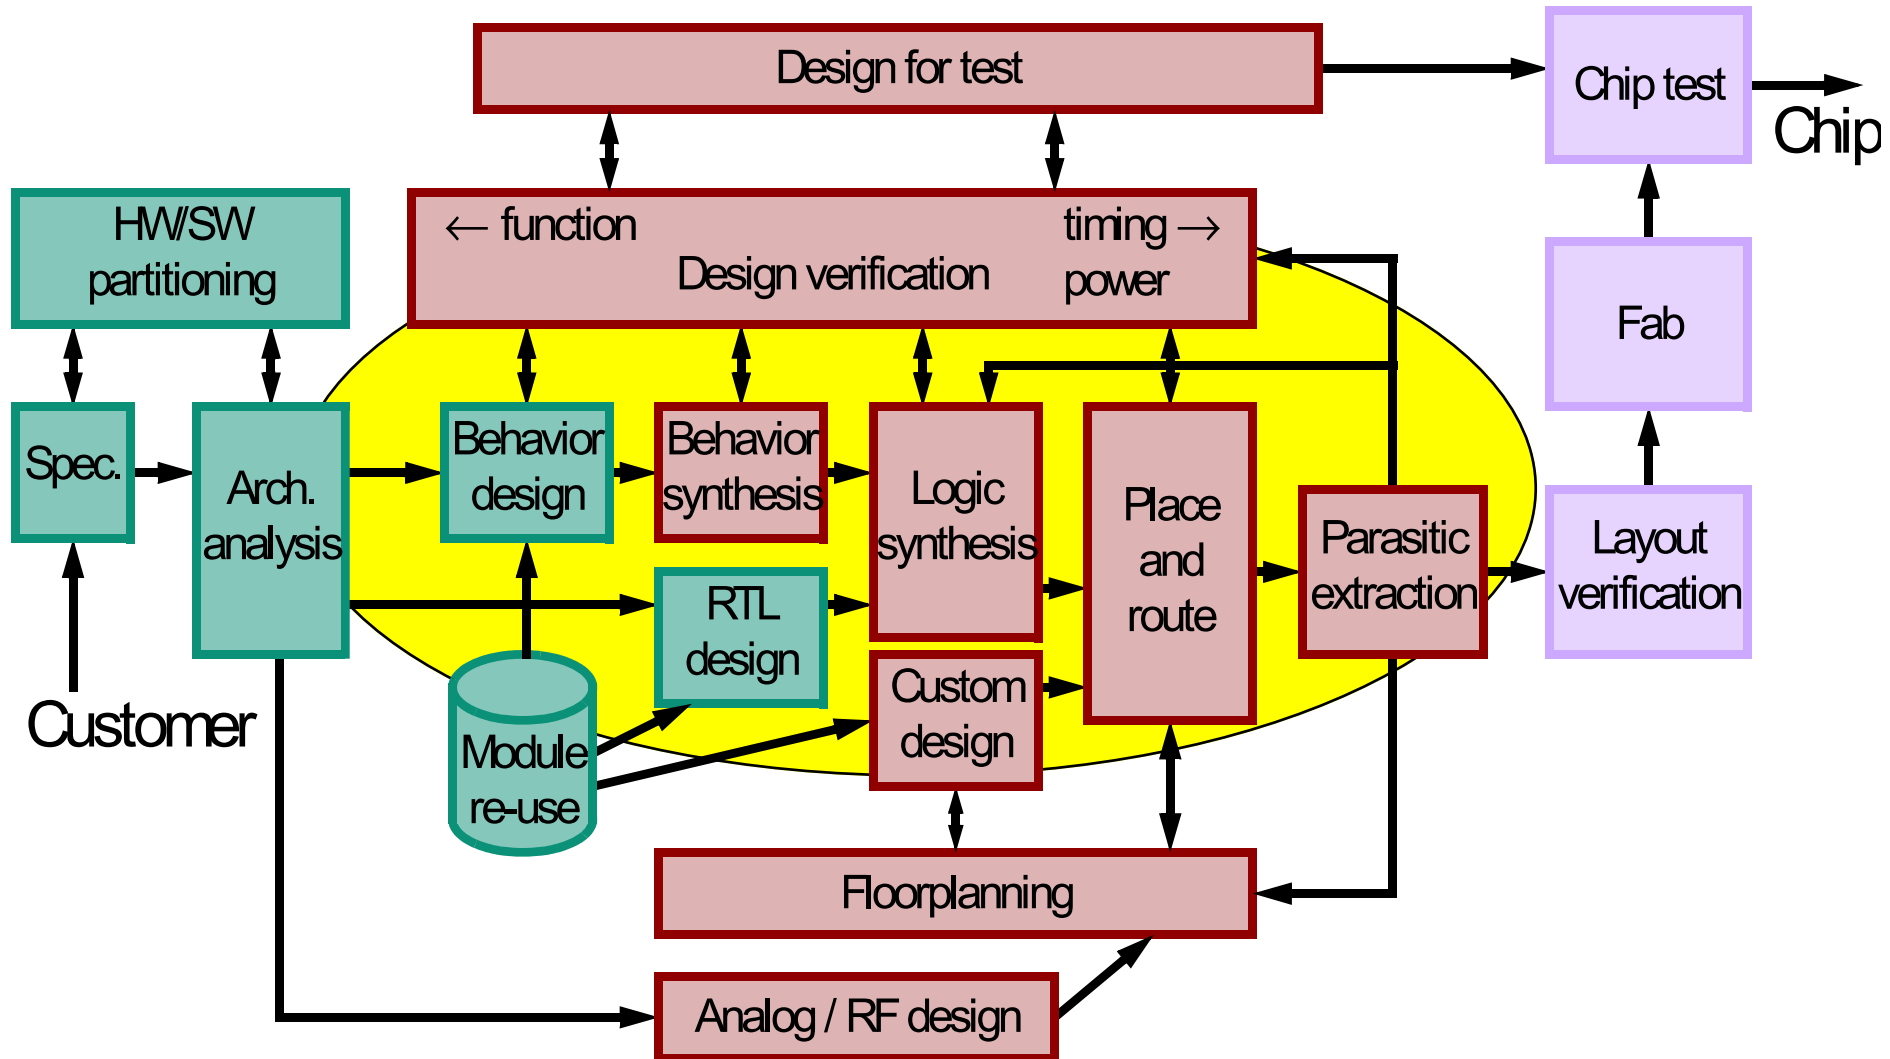 Design for test
Chip test
Chip
HW/SW
partitioning
← function
timing →
Design verification
power
Fab
Spec.
Arch.
analysis
Behavior
design
Behavior
synthesis
Logic
synthesis
Place
and
route
Parasitic
extraction
Layout
verification
RTL
design
Custom
design
Customer
Module
re-use
Floorplanning
Analog / RF design